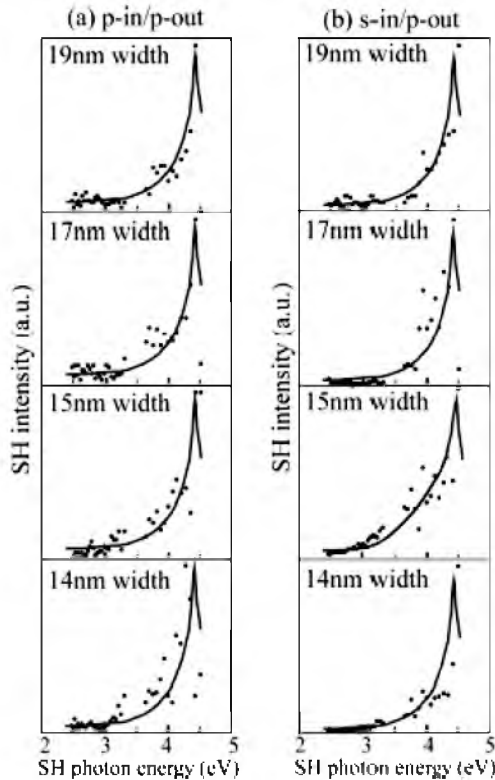 (a) p-in/p-out
(b) s-in/p-out
19nm width
17nm width
15nm width
14nm width
19nm width
17nm width
15nm width
14nm width
SH intensity (a.u.)
SH intensity (a.u.)
2 3 4 5
2 3 4 5
SH photon energy (eV)
SH photon energy (eV)